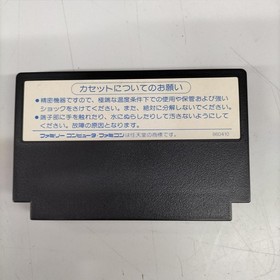 カセットについてのお願い
●精密機器ですので、極端な温度条件下での使用や保管および強い
ショックをさけてください。また、絶対に分解しないでください。
●端子部に手を触れたり、水にぬらしたりして汚さないようにして
ください。故障の原因となります。
ファミリー コンピュータ ファミコンは任天堂の商標です。